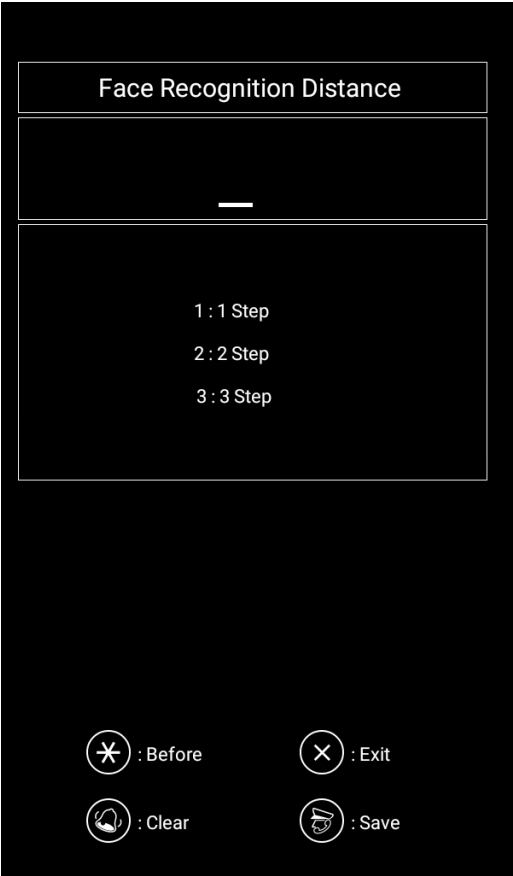 Face Recognition Distance
1 : 1 Step
2 : 2 Step
3 : 3 Step
: Before : Exit
: Clear : Save